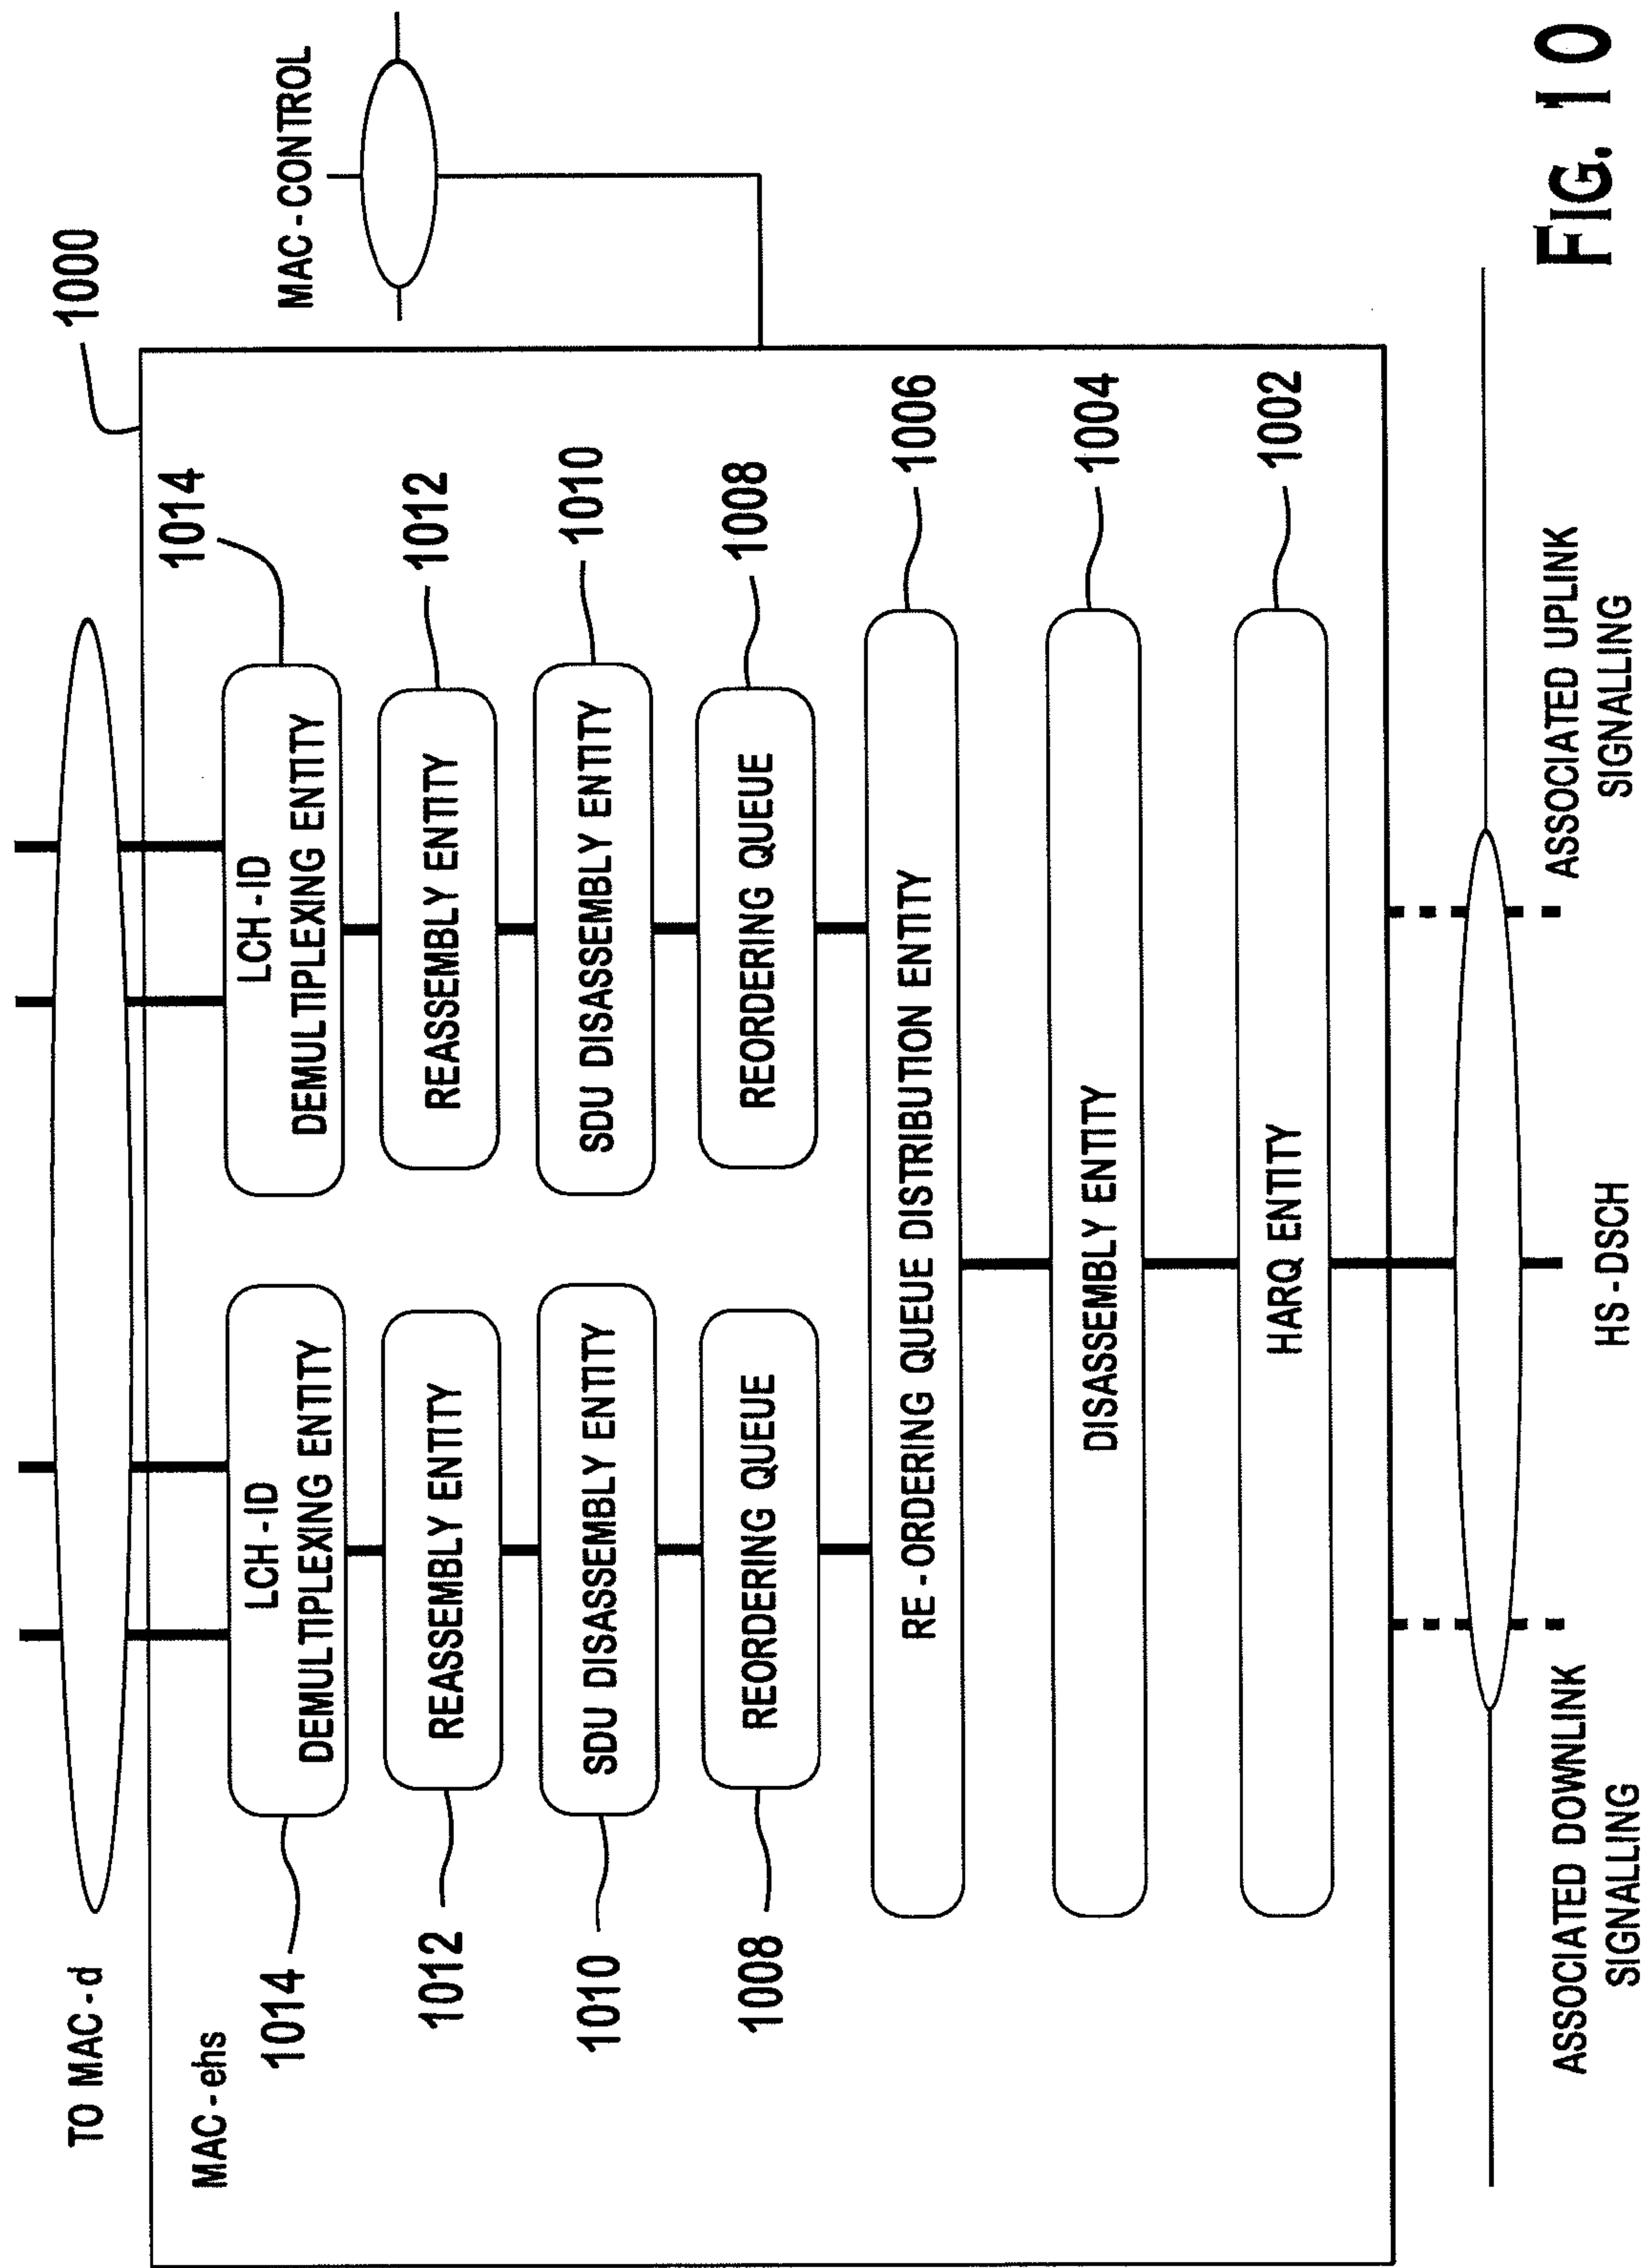 TO MAC-d
1000
MAC-CONTROL
MAC-ehs
1014
LCH-ID
DEMULTIPLEXING ENTITY
LCH-ID
DEMULTIPLEXING ENTITY
1014
1012
REASSEMBLY ENTITY
REASSEMBLY ENTITY
1012
1010
SDU DISASSEMBLY ENTITY
SDU DISASSEMBLY ENTITY
1010
1008
REORDERING QUEUE
REORDERING QUEUE
1008
RE-ORDERING QUEUE DISTRIBUTION ENTITY
1006
DISASSEMBLY ENTITY
1004
HARQ ENTITY
1002
ASSOCIATED DOWNLINK
SIGNALLING
HS-DSCH
ASSOCIATED UPLINK
SIGNALLING
FIG. 10